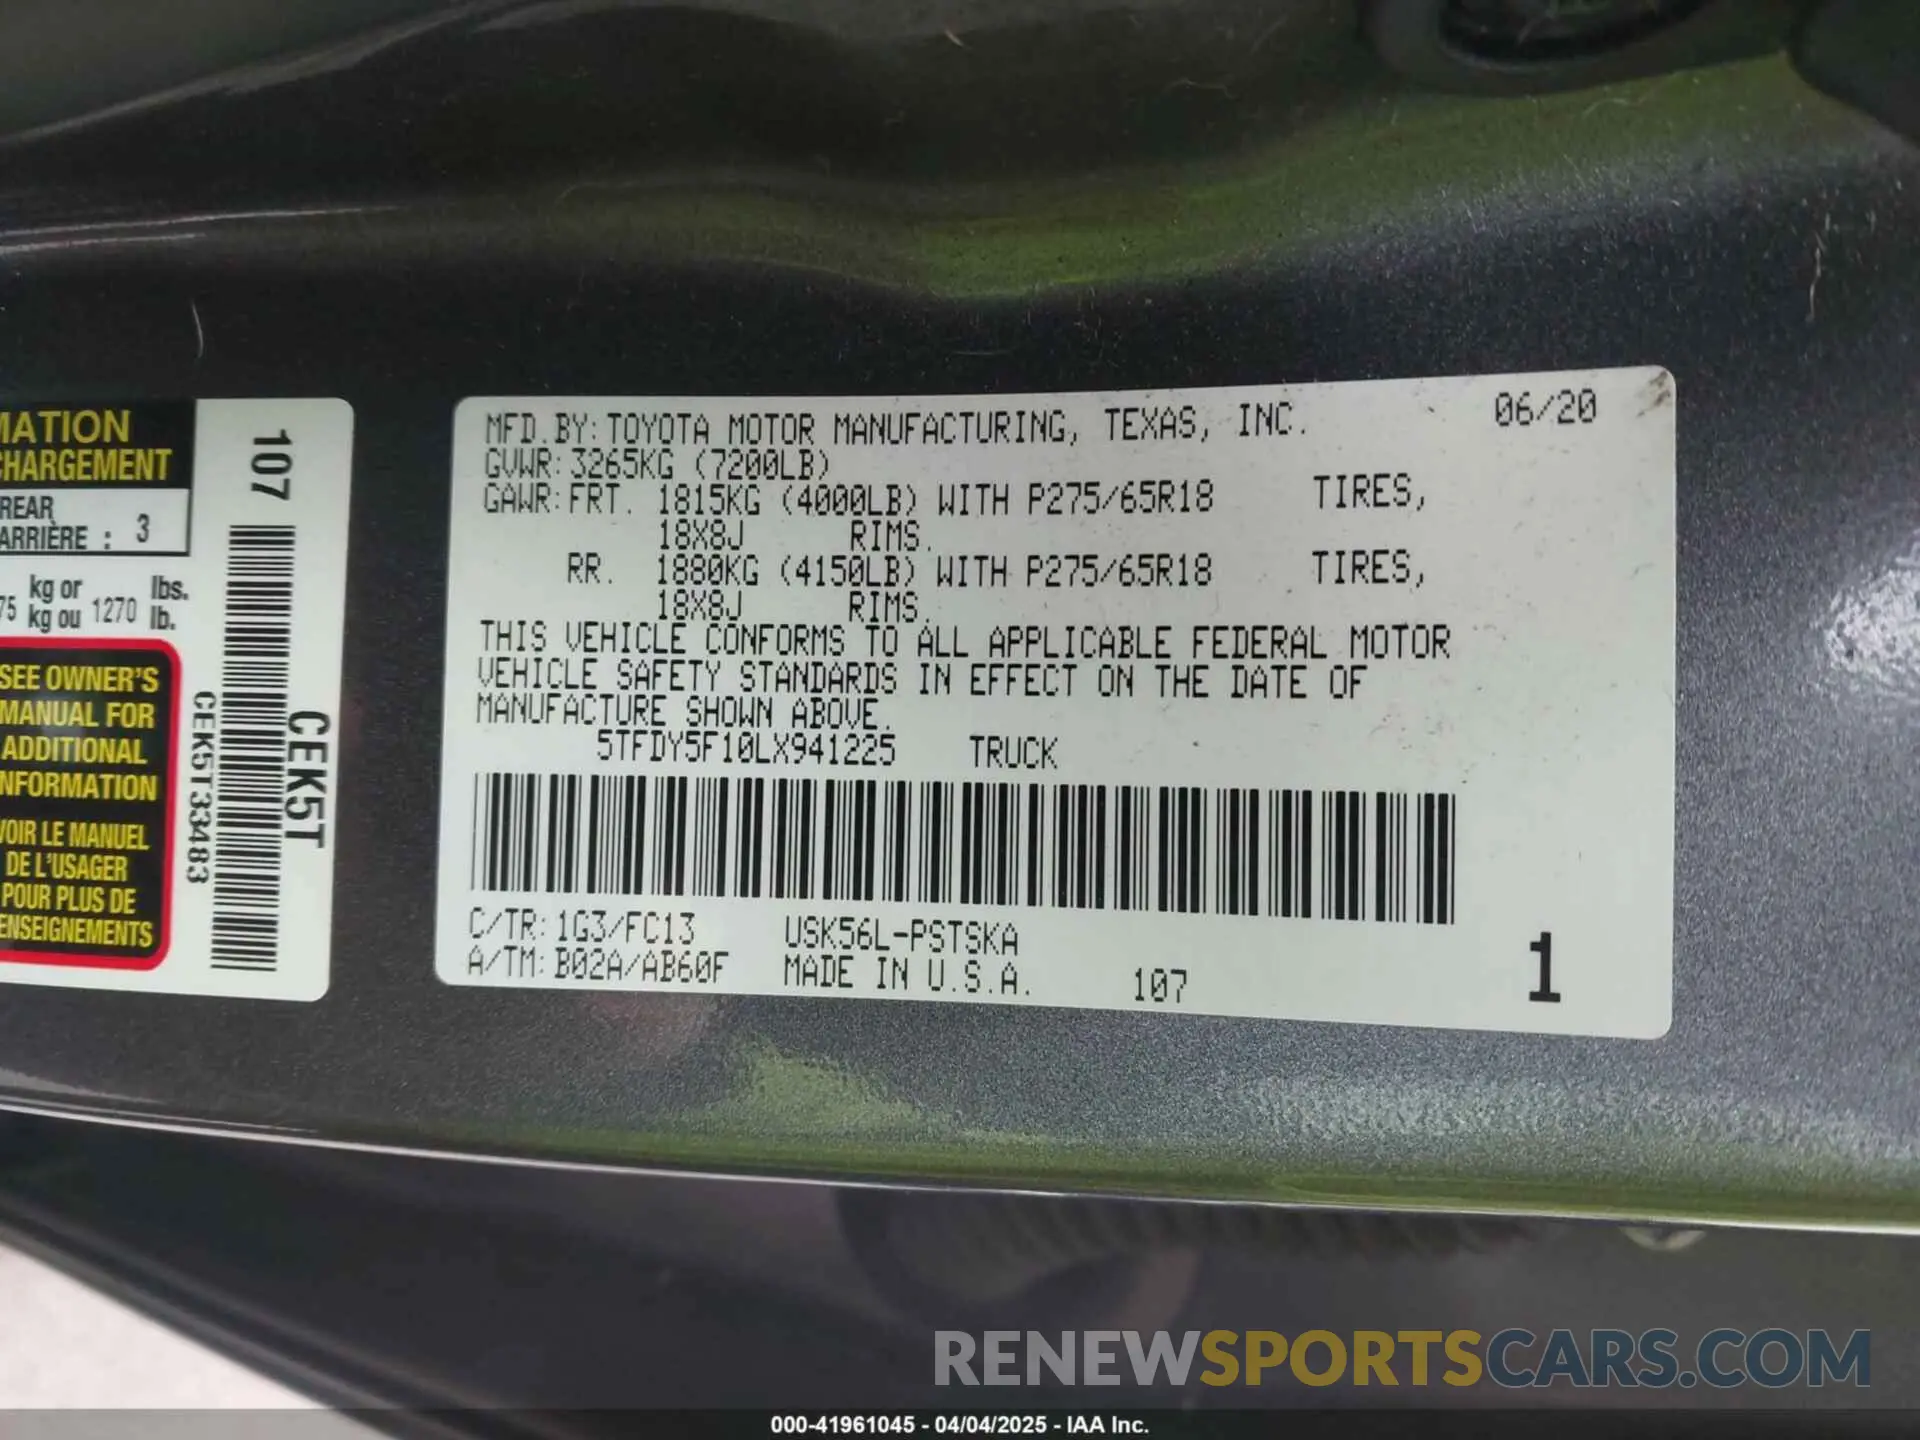 MATION
CHARGEMENT
REAR
ARRIÈRE : 3
75 kg or 1270 lbs.
kg ou lb.
SEE OWNER'S
MANUAL FOR
ADDITIONAL
INFORMATION
VOIR LE MANUEL
DE L'USAGER
POUR PLUS DE
ENSEIGNEMENTS
107
CEK5T33483
CEK5T
MFD.BY:TOYOTA MOTOR MANUFACTURING, TEXAS, INC. 06/20
GVWR:3265KG (7200LB)
GAWR:FRT. 1815KG (4000LB) WITH P275/65R18 TIRES,
18X8J RIMS.
RR. 1880KG (4150LB) WITH P275/65R18 TIRES,
18X8J RIMS.
THIS VEHICLE CONFORMS TO ALL APPLICABLE FEDERAL MOTOR
VEHICLE SAFETY STANDARDS IN EFFECT ON THE DATE OF
MANUFACTURE SHOWN ABOVE.
5TFDY5F10LX941225 TRUCK
C/TR:1G3/FC13 USK56L-PSTSKA
A/TM:B02A/AB60F MADE IN U.S.A. 107 1
RENEWSPORTSCARS.COM
000-41961045 - 04/04/2025 - IAA Inc.